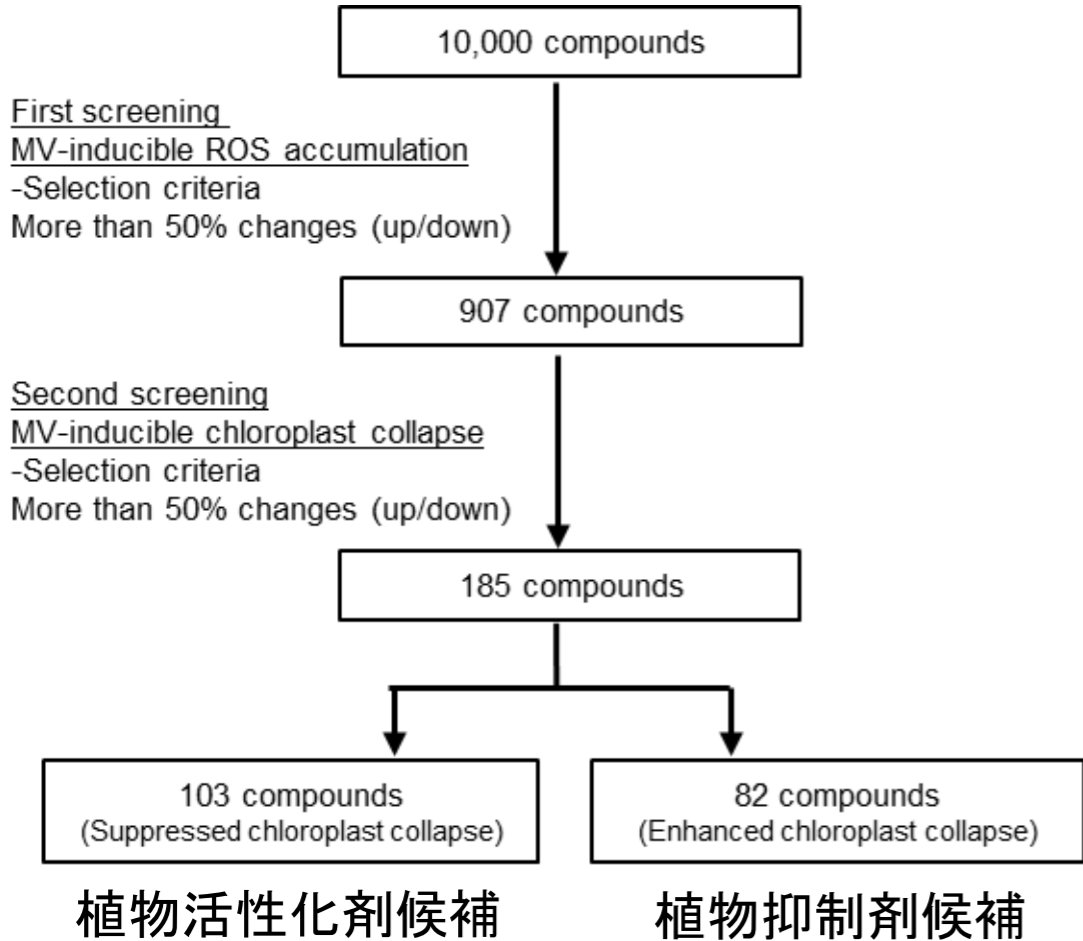 10,000 compounds
First screening
MV-inducible ROS accumulation
-Selection criteria
More than 50% changes (up/down)
907 compounds
Second screening
MV-inducible chloroplast collapse
-Selection criteria
More than 50% changes (up/down)
185 compounds
103 compounds
(Suppressed chloroplast collapse)
82 compounds
(Enhanced chloroplast collapse)
植物活性化剤候補
植物抑制剤候補